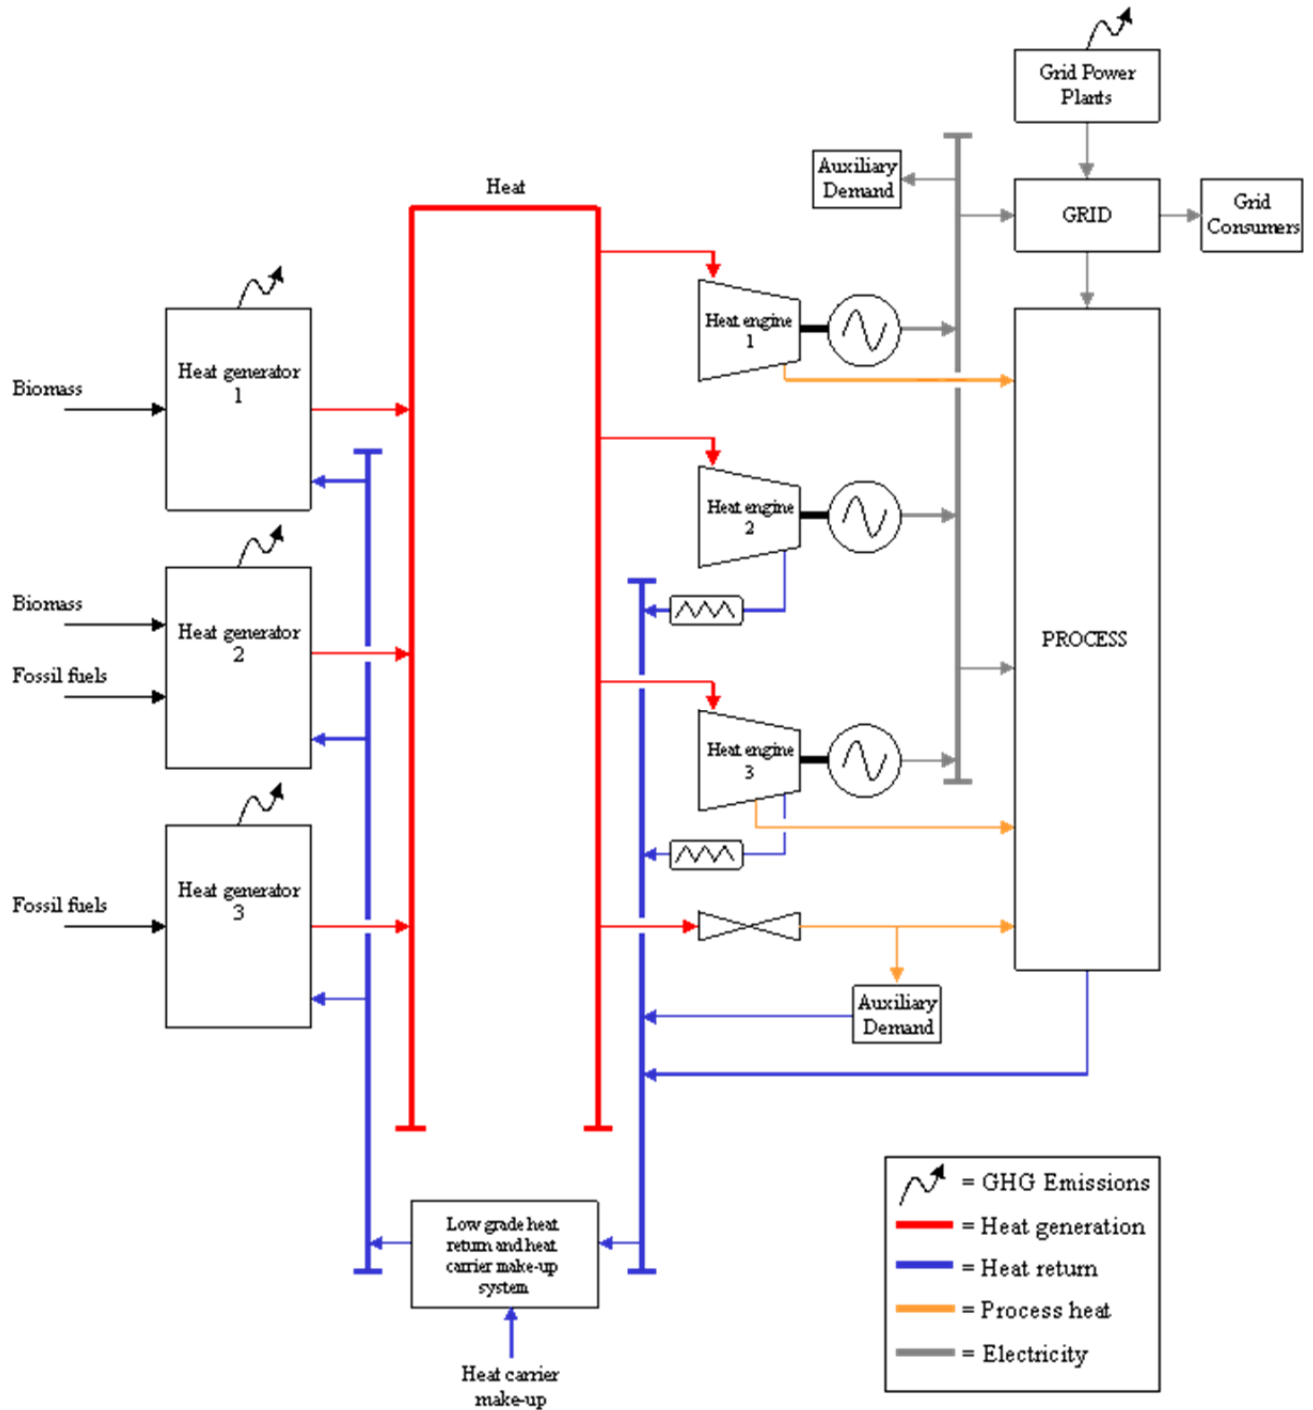 Grid Power
Plants
Auxiliary
Demand
GRID
Grid
Consumers
Heat
Heat generator
1
Biomass
Heat engine
1
Heat engine
2
Biomass
Heat generator
2
Fossil fuels
PROCESS
Heat engine
3
Heat generator
3
Fossil fuels
Auxiliary
Demand
Low grade heat
return and heat
carrier make-up
system
Heat carrier
make-up
= GHG Emissions
= Heat generation
= Heat return
= Process heat
= Electricity